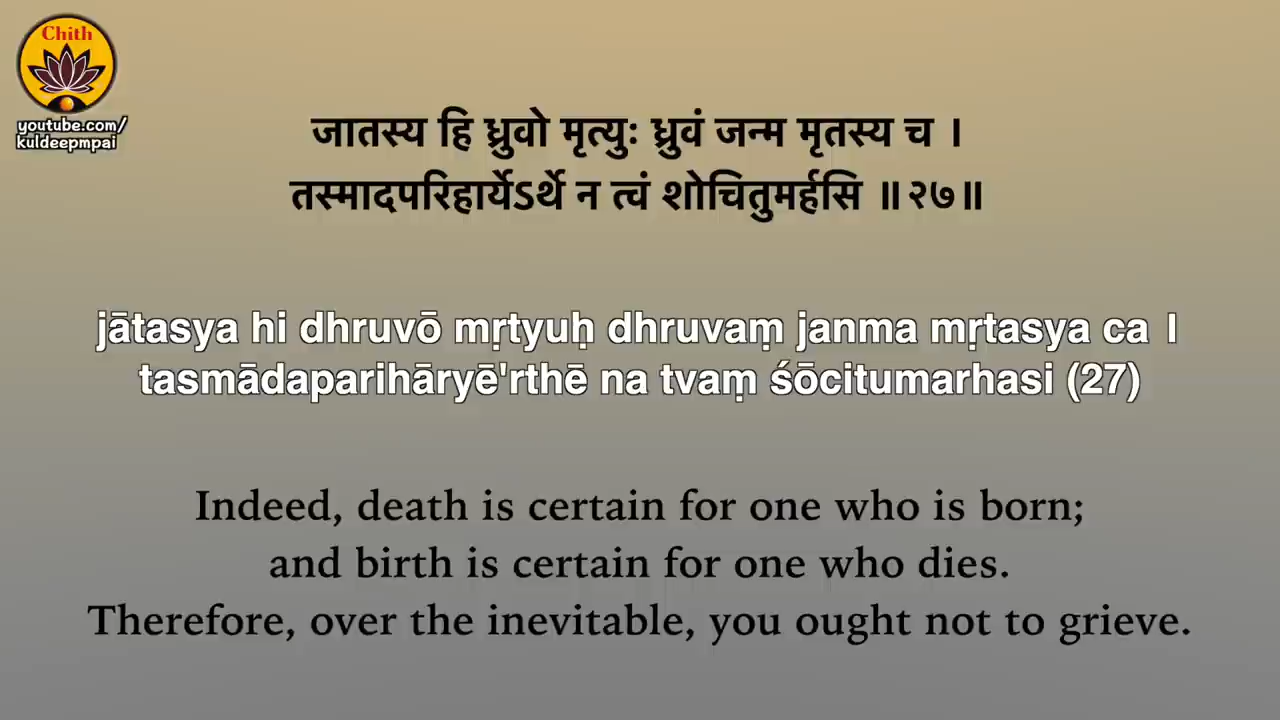 Chith
youtube.com/
kuldeepmpai
जातस्य हि ध्रुवो मृत्युः ध्रुवं जन्म मृतस्य च ।
तस्मादपरिहार्येऽर्थे न त्वं शोचितुमर्हसि ॥२७॥
jātasya hi dhruvō mṛtyuḥ dhruvaṃ janma mṛtasya ca ।
tasmādaparihāryē'rthē na tvaṃ śōcitumarhasi (27)
Indeed, death is certain for one who is born;
and birth is certain for one who dies.
Therefore, over the inevitable, you ought not to grieve.